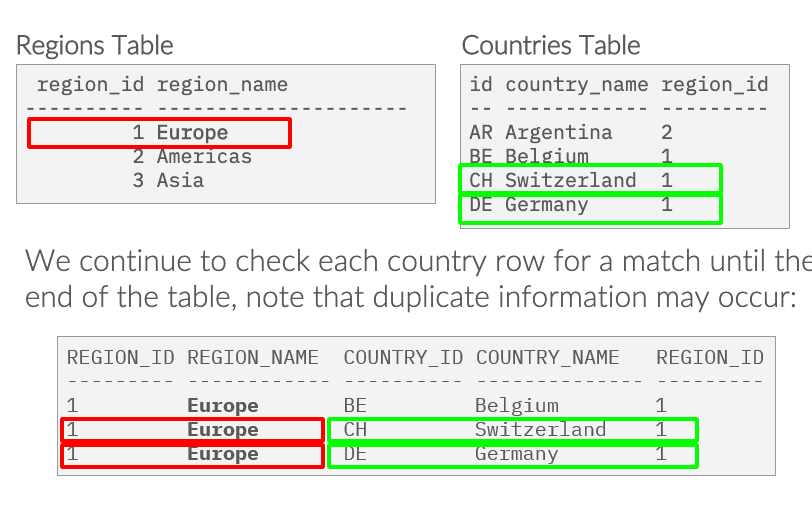 Regions Table
region_id region_name
---------- ---------------------
1 Europe
2 Americas
3 Asia
Countries Table
id country_name region_id
-- ------------ ---------
AR Argentina 2
BE Belgium 1
CH Switzerland 1
DE Germany 1
We continue to check each country row for a match until the
end of the table, note that duplicate information may occur:
REGION_ID REGION_NAME COUNTRY_ID COUNTRY_NAME REGION_ID
--------- ------------ ---------- -------------- ---------
1 Europe BE Belgium 1
1 Europe CH Switzerland 1
1 Europe DE Germany 1